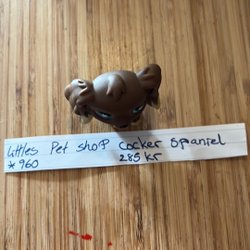 Littles Pet shop Cocker Spaniel
* 960 285 kr